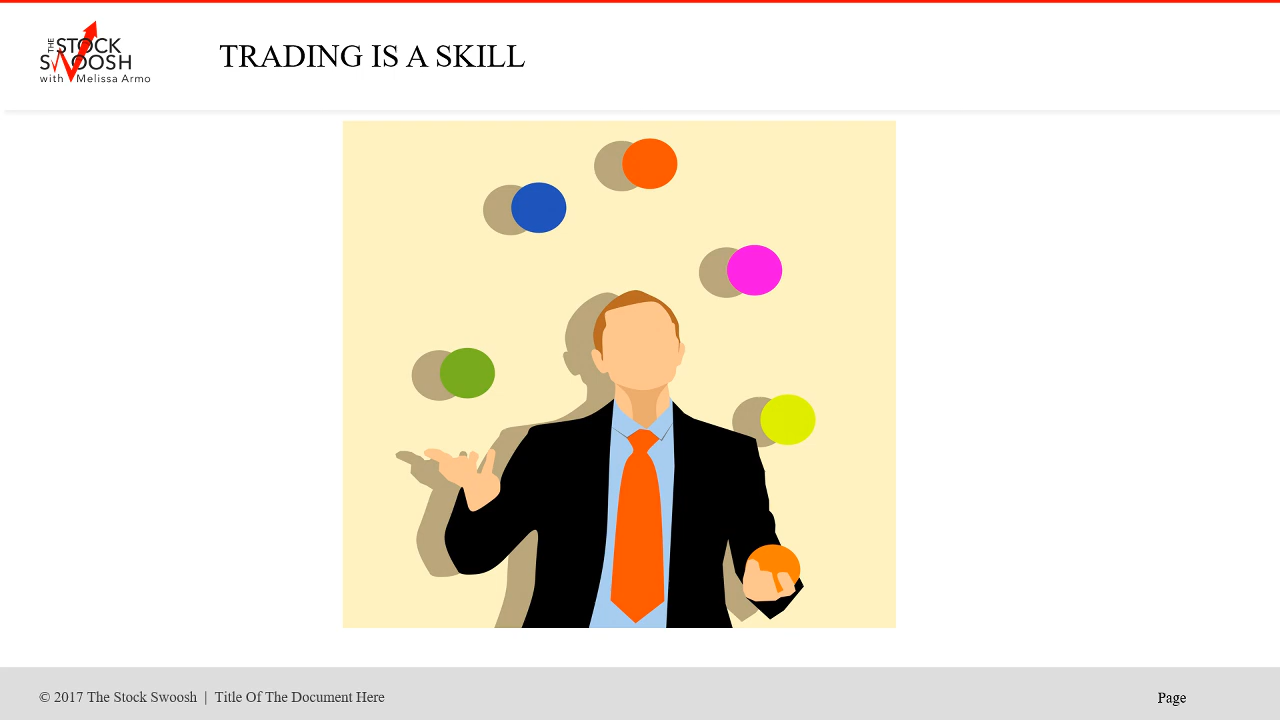 THE
STOCK
SWOOSH
with Melissa Armo
TRADING IS A SKILL
© 2017 The Stock Swoosh | Title Of The Document Here
Page